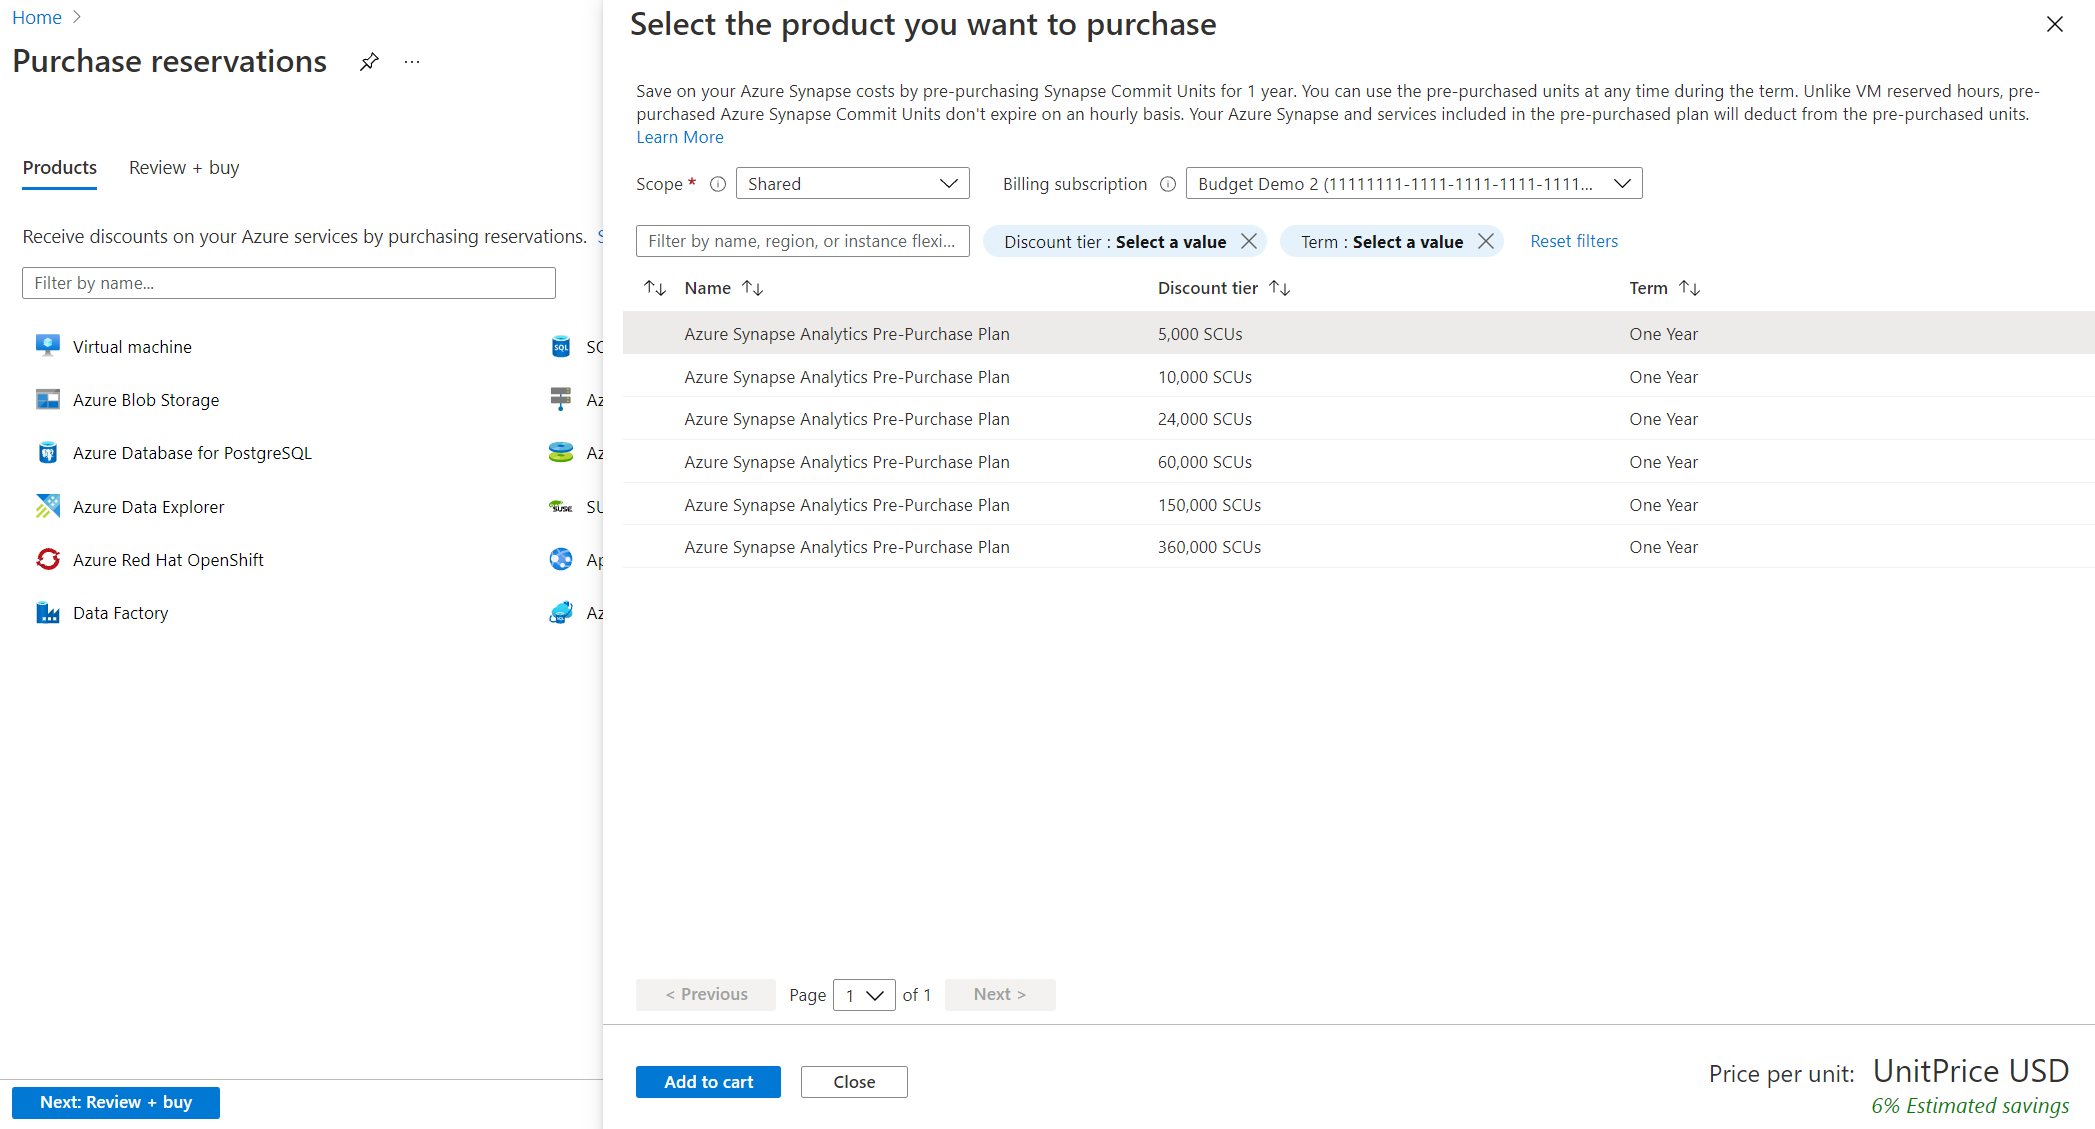 Home
Purchase reservations
Products Review + buy
Receive discounts on your Azure services by purchasing reservations.
Filter by name...
Virtual machine
Azure Blob Storage
Azure Database for PostgreSQL
Azure Data Explorer
SUSE
Azure Red Hat OpenShift
Data Factory
Next: Review + buy
Select the product you want to purchase
Save on your Azure Synapse costs by pre-purchasing Synapse Commit Units for 1 year. You can use the pre-purchased units at any time during the term. Unlike VM reserved hours, pre-
purchased Azure Synapse Commit Units don't expire on an hourly basis. Your Azure Synapse and services included in the pre-purchased plan will deduct from the pre-purchased units.
Learn More
Scope * Shared Billing subscription Budget Demo 2 (11111111-1111-1111-1111-1111...
Filter by name, region, or instance flexi... Discount tier : Select a value Term : Select a value Reset filters
Name Discount tier Term
Azure Synapse Analytics Pre-Purchase Plan 5,000 SCUs One Year
Azure Synapse Analytics Pre-Purchase Plan 10,000 SCUs One Year
Azure Synapse Analytics Pre-Purchase Plan 24,000 SCUs One Year
Azure Synapse Analytics Pre-Purchase Plan 60,000 SCUs One Year
Azure Synapse Analytics Pre-Purchase Plan 150,000 SCUs One Year
Azure Synapse Analytics Pre-Purchase Plan 360,000 SCUs One Year
< Previous Page 1 of 1 Next >
Add to cart Close
Price per unit: UnitPrice USD
6% Estimated savings